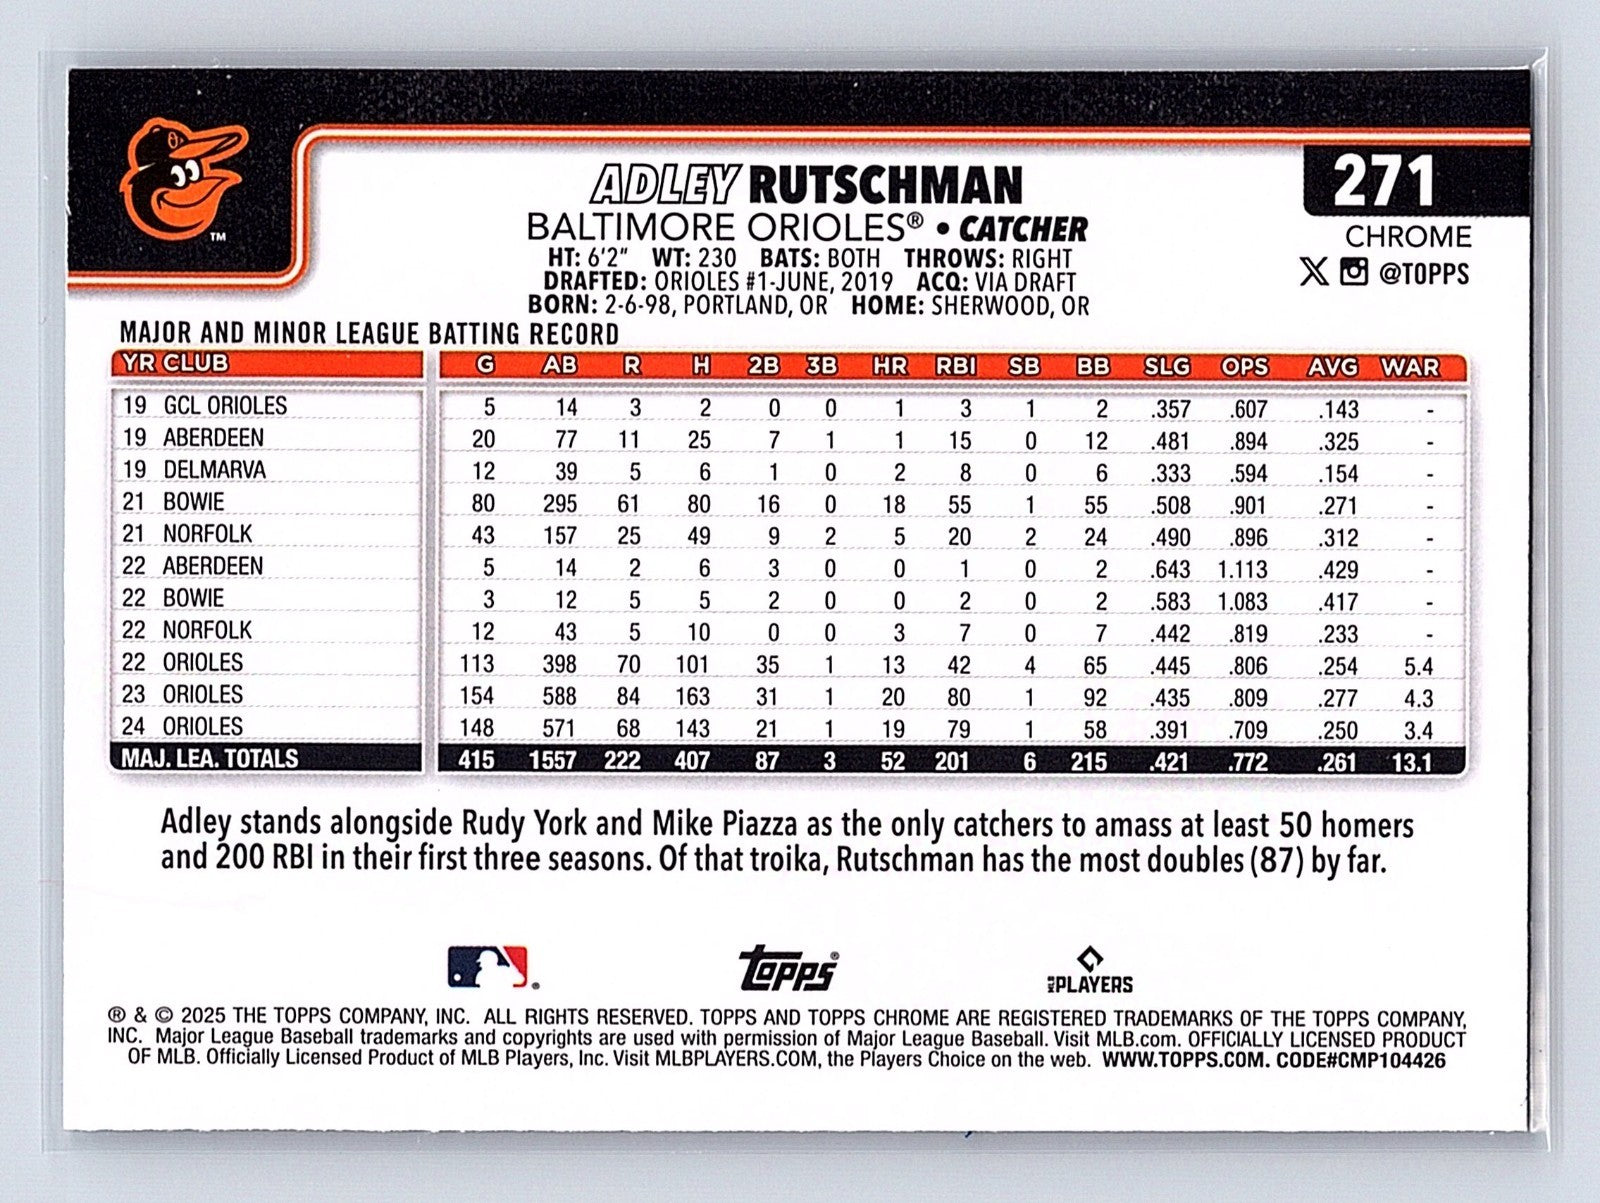 ADLEY RUTSCHMAN
271
BALTIMORE ORIOLES® • CATCHER
CHROME
HT: 6'2" WT: 230 BATS: BOTH THROWS: RIGHT
DRAFTED: ORIOLES #1-JUNE, 2019 ACQ: VIA DRAFT
X @TOPPS
BORN: 2-6-98, PORTLAND, OR HOME: SHERWOOD, OR
TM
MAJOR AND MINOR LEAGUE BATTING RECORD
YR CLUB G AB R H 2B 3B HR RBI SB BB SLG OPS AVG WAR
19 GCL ORIOLES 5 14 3 2 0 0 1 3 1 2 .357 .607 .143 -
19 ABERDEEN 20 77 11 25 7 1 1 15 0 12 .481 .894 .325 -
19 DELMARVA 12 39 5 6 1 0 2 8 0 6 .333 .594 .154 -
21 BOWIE 80 295 61 80 16 0 18 55 1 55 .508 .901 .271 -
21 NORFOLK 43 157 25 49 9 2 5 20 2 24 .490 .896 .312 -
22 ABERDEEN 5 14 2 6 3 0 0 1 0 2 .643 1.113 .429 -
22 BOWIE 3 12 5 5 2 0 0 2 0 2 .583 1.083 .417 -
22 NORFOLK 12 43 5 10 0 0 3 7 0 7 .442 .819 .233 -
22 ORIOLES 113 398 70 101 35 1 13 42 4 65 .445 .806 .254 5.4
23 ORIOLES 154 588 84 163 31 1 20 80 1 92 .435 .809 .277 4.3
24 ORIOLES 148 571 68 143 21 1 19 79 1 58 .391 .709 .250 3.4
MAJ. LEA. TOTALS 415 1557 222 407 87 3 52 201 6 215 .421 .772 .261 13.1
Adley stands alongside Rudy York and Mike Piazza as the only catchers to amass at least 50 homers
and 200 RBI in their first three seasons. Of that troika, Rutschman has the most doubles (87) by far.
Topps® MLB PLAYERS
® & © 2025 THE TOPPS COMPANY, INC. ALL RIGHTS RESERVED. TOPPS AND TOPPS CHROME ARE REGISTERED TRADEMARKS OF THE TOPPS COMPANY,
INC. Major League Baseball trademarks and copyrights are used with permission of Major League Baseball. Visit MLB.com. OFFICIALLY LICENSED PRODUCT
OF MLB. Officially Licensed Product of MLB Players, Inc. Visit MLBPLAYERS.COM, the Players Choice on the web. WWW.TOPPS.COM. CODE#CMP104426